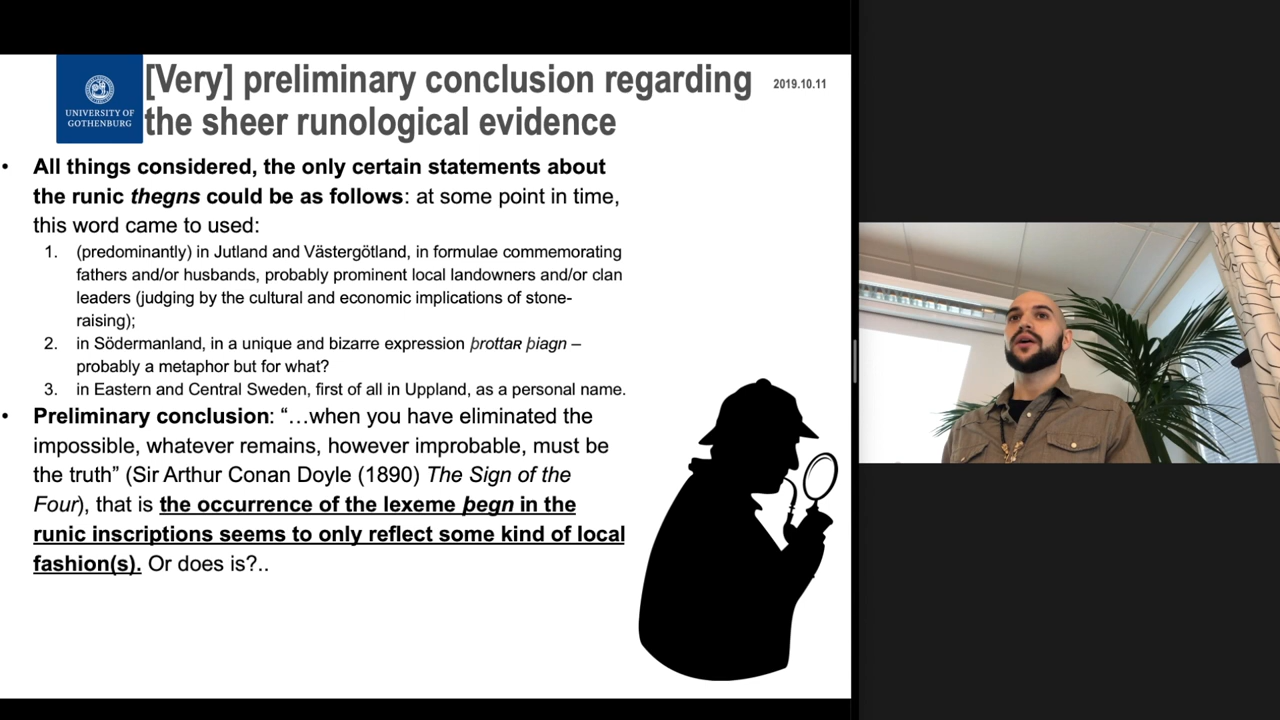 UNIVERSITY OF
GOTHENBURG
[Very] preliminary conclusion regarding
the sheer runological evidence
2019.10.11
• All things considered, the only certain statements about
the runic thegns could be as follows: at some point in time,
this word came to used:
1. (predominantly) in Jutland and Västergötland, in formulae commemorating
fathers and/or husbands, probably prominent local landowners and/or clan
leaders (judging by the cultural and economic implications of stone-
raising);
2. in Södermanland, in a unique and bizarre expression þrottaʀ þiagn –
probably a metaphor but for what?
3. in Eastern and Central Sweden, first of all in Uppland, as a personal name.
• Preliminary conclusion: “…when you have eliminated the
impossible, whatever remains, however improbable, must be
the truth” (Sir Arthur Conan Doyle (1890) The Sign of the
Four), that is the occurrence of the lexeme þegn in the
runic inscriptions seems to only reflect some kind of local
fashion(s). Or does is?..